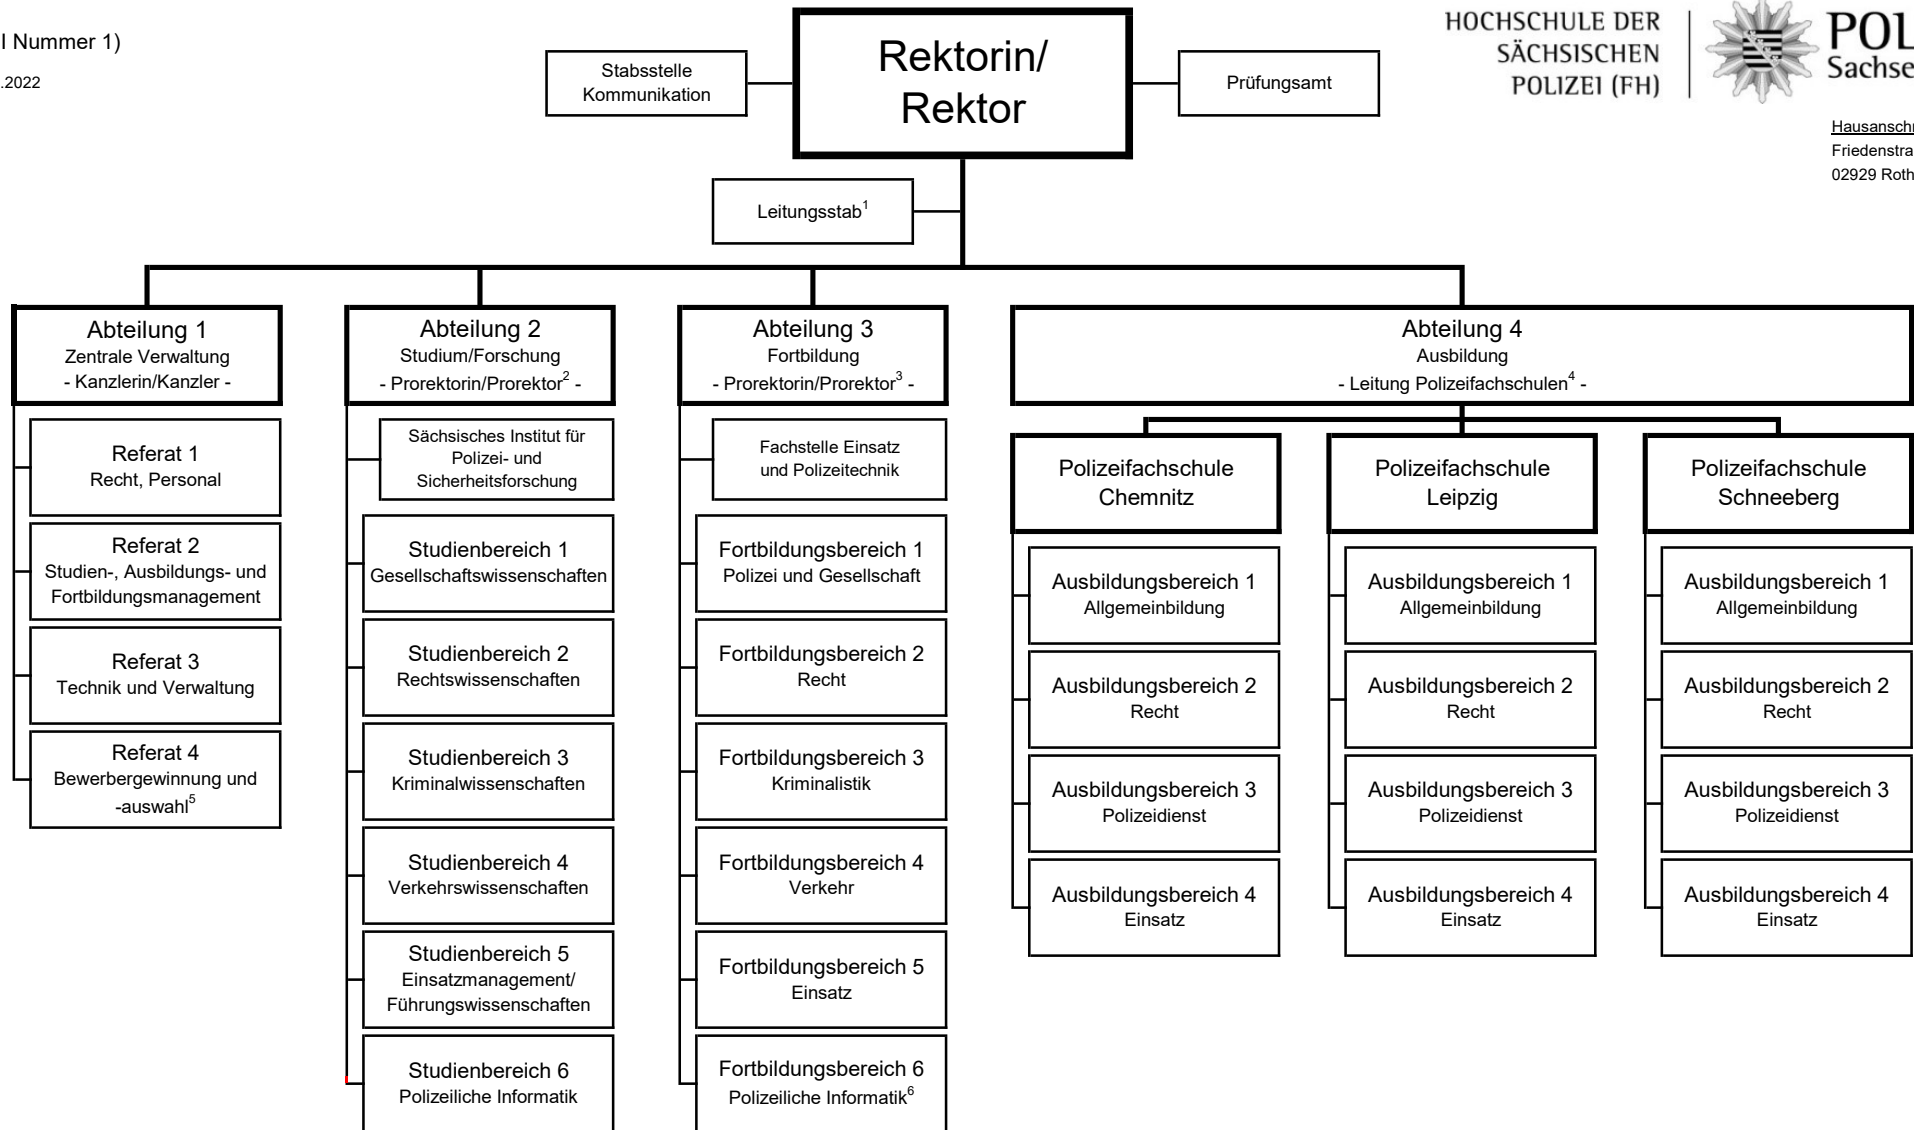 I Nummer 1)
.2022
Stabsstelle
Kommunikation
Rektorin/
Rektor
Prüfungsamt
HOCHSCHULE DER
SÄCHSISCHEN
POLIZEI (FH)
POL
Sachse
Hausansch
Friedenstra
02929 Roth
Leitungsstab¹
Abteilung 1
Zentrale Verwaltung
- Kanzlerin/Kanzler -
Abteilung 2
Studium/Forschung
- Prorektorin/Prorektor² -
Abteilung 3
Fortbildung
- Prorektorin/Prorektor³ -
Abteilung 4
Ausbildung
- Leitung Polizeifachschulen⁴ -
Referat 1
Recht, Personal
Referat 2
Studien-, Ausbildungs- und
Fortbildungsmanagement
Referat 3
Technik und Verwaltung
Referat 4
Bewerbergewinnung und
-auswahl⁵
Sächsisches Institut für
Polizei- und
Sicherheitsforschung
Studienbereich 1
Gesellschaftswissenschaften
Studienbereich 2
Rechtswissenschaften
Studienbereich 3
Kriminalwissenschaften
Studienbereich 4
Verkehrswissenschaften
Studienbereich 5
Einsatzmanagement/
Führungswissenschaften
Studienbereich 6
Polizeiliche Informatik
Fachstelle Einsatz
und Polizeitechnik
Fortbildungsbereich 1
Polizei und Gesellschaft
Fortbildungsbereich 2
Recht
Fortbildungsbereich 3
Kriminalistik
Fortbildungsbereich 4
Verkehr
Fortbildungsbereich 5
Einsatz
Fortbildungsbereich 6
Polizeiliche Informatik⁶
Polizeifachschule
Chemnitz
Ausbildungsbereich 1
Allgemeinbildung
Ausbildungsbereich 2
Recht
Ausbildungsbereich 3
Polizeidienst
Ausbildungsbereich 4
Einsatz
Polizeifachschule
Leipzig
Ausbildungsbereich 1
Allgemeinbildung
Ausbildungsbereich 2
Recht
Ausbildungsbereich 3
Polizeidienst
Ausbildungsbereich 4
Einsatz
Polizeifachschule
Schneeberg
Ausbildungsbereich 1
Allgemeinbildung
Ausbildungsbereich 2
Recht
Ausbildungsbereich 3
Polizeidienst
Ausbildungsbereich 4
Einsatz